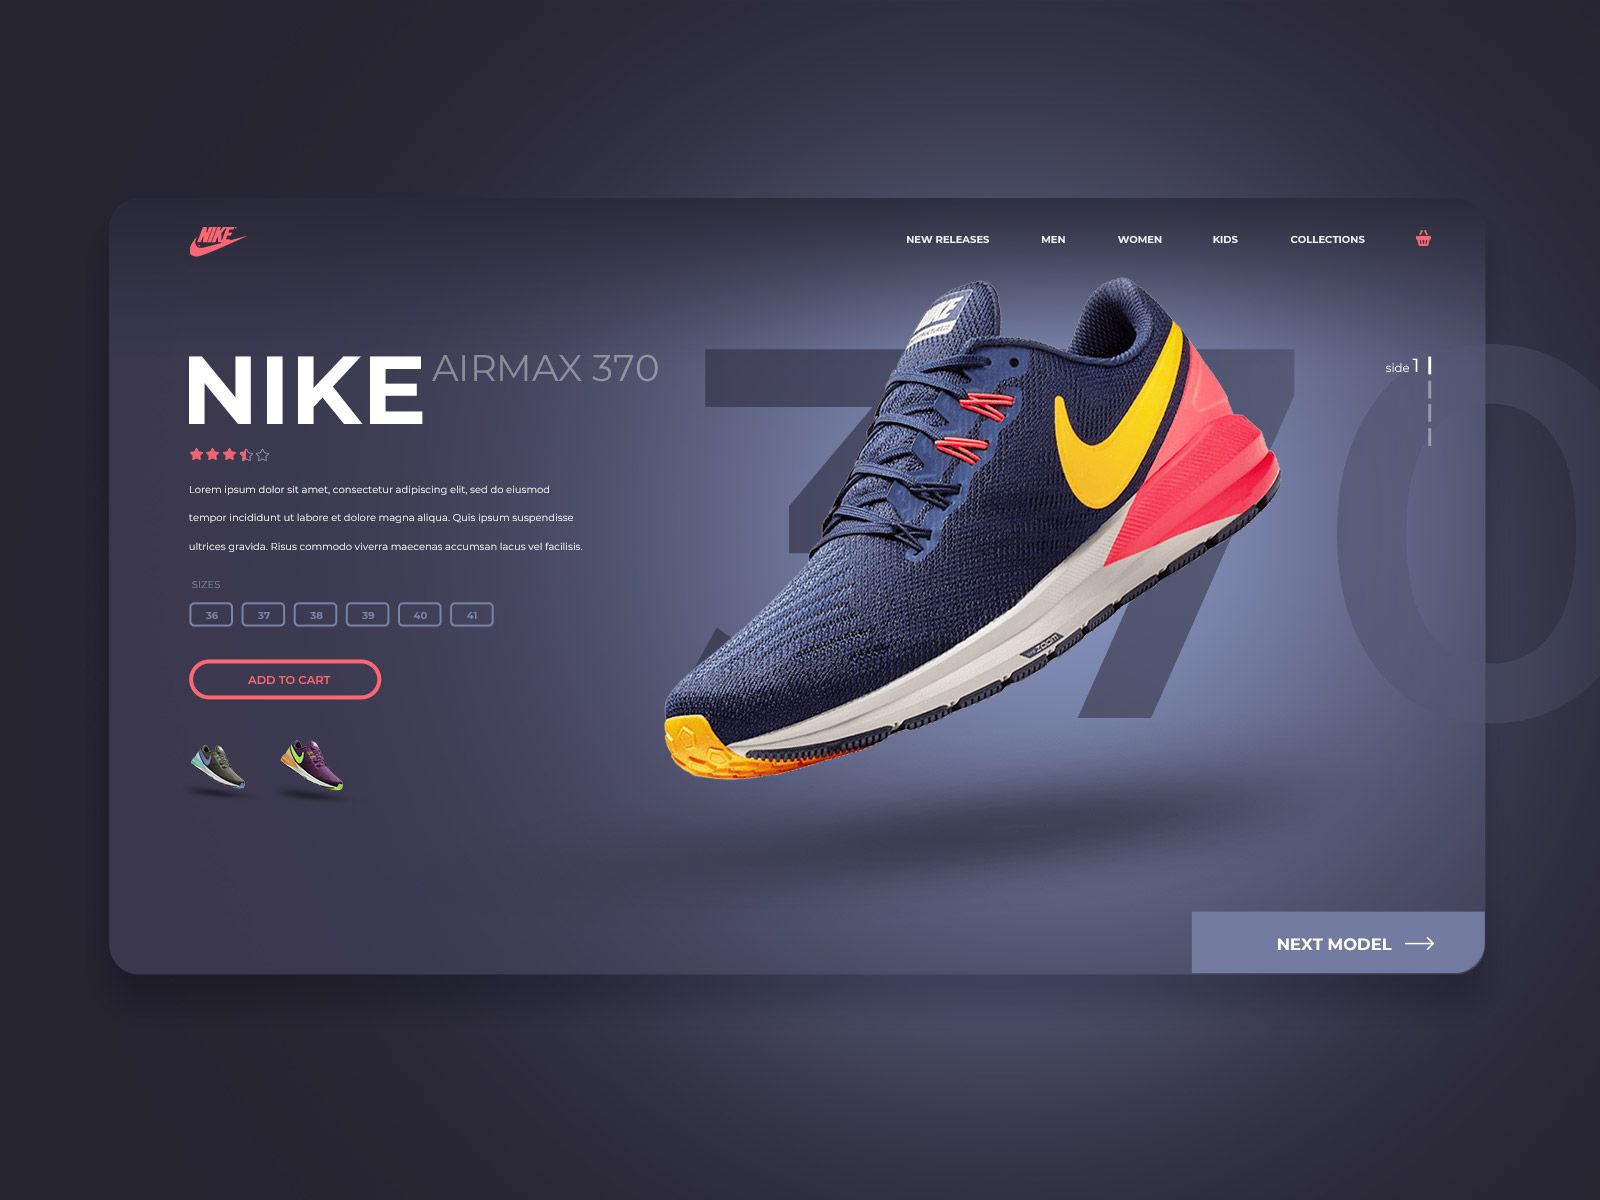 NIKE
NEW RELEASES MEN WOMEN KIDS COLLECTIONS
NIKE AIRMAX 370
370
side 1
Lorem ipsum dolor sit amet, consectetur adipiscing elit, sed do eiusmod
tempor incididunt ut labore et dolore magna aliqua. Quis ipsum suspendisse
ultrices gravida. Risus commodo viverra maecenas accumsan lacus vel facilisis.
SIZES
36 37 38 39 40 41
ADD TO CART
NIKE
ZOOM
NEXT MODEL